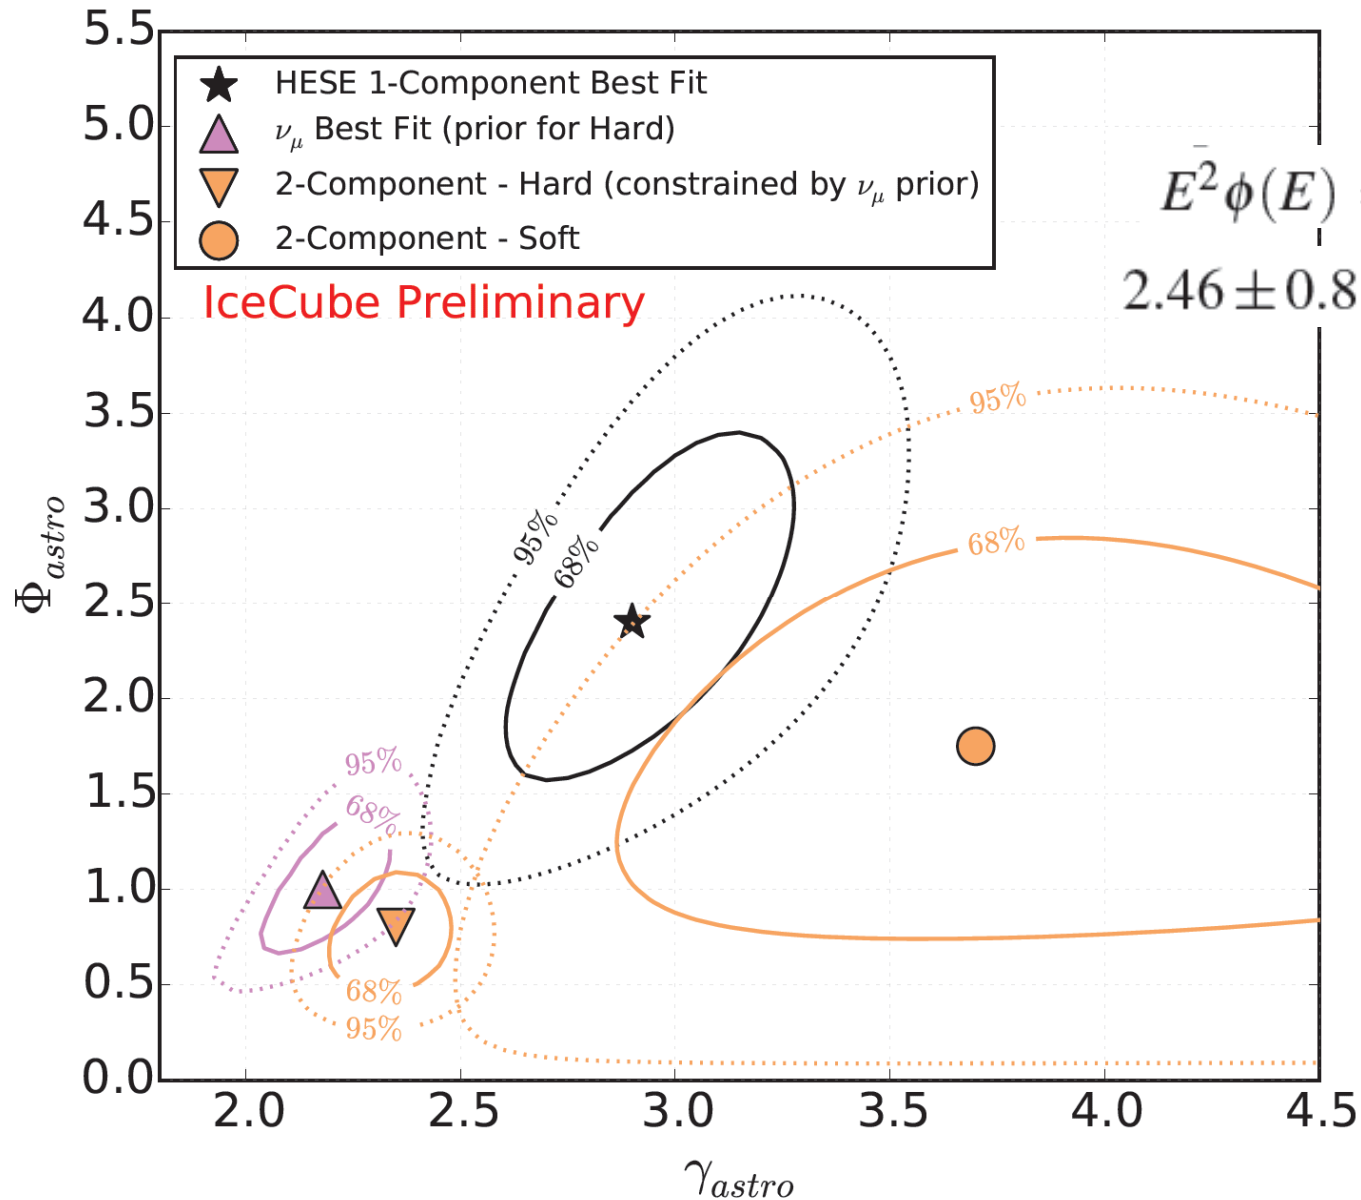 5.5
5.0
4.5
4.0
3.5
3.0
2.5
2.0
1.5
1.0
0.5
0.0
Φ_astro
HESE 1-Component Best Fit
ν_μ Best Fit (prior for Hard)
2-Component - Hard (constrained by ν_μ prior)
2-Component - Soft
IceCube Preliminary
E²ϕ(E)
2.46 ± 0.8
95%
68%
95%
68%
95%
68%
68%
95%
2.0 2.5 3.0 3.5 4.0 4.5
γ_astro